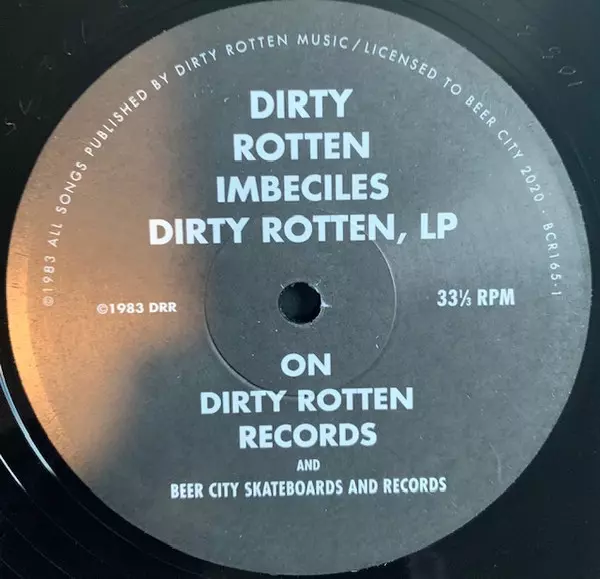 ©1983 ALL SONGS PUBLISHED BY DIRTY ROTTEN MUSIC/LICENSED TO BEER CITY 2020 · BCR165-1
DIRTY
ROTTEN
IMBECILES
DIRTY ROTTEN, LP
©1983 DRR
33⅓ RPM
ON
DIRTY ROTTEN
RECORDS
AND
BEER CITY SKATEBOARDS AND RECORDS